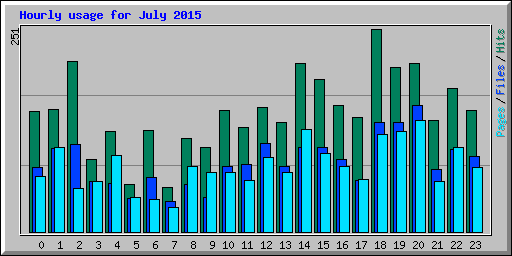 Hourly usage for July 2015
251
Pages/Files/Hits
0 1 2 3 4 5 6 7 8 9 10 11 12 13 14 15 16 17 18 19 20 21 22 23